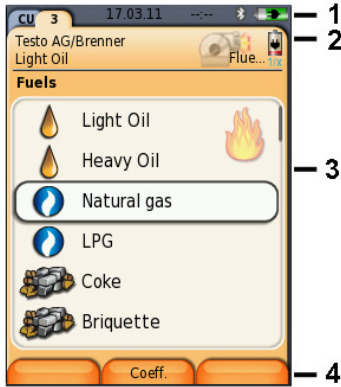 CU 3 17.03.11 --:-- 1
Testo AG/Brenner 2
Light Oil Flue... 1/x
Fuels
Light Oil
Heavy Oil
3
Natural gas
LPG
Coke
Briquette
Coeff. 4